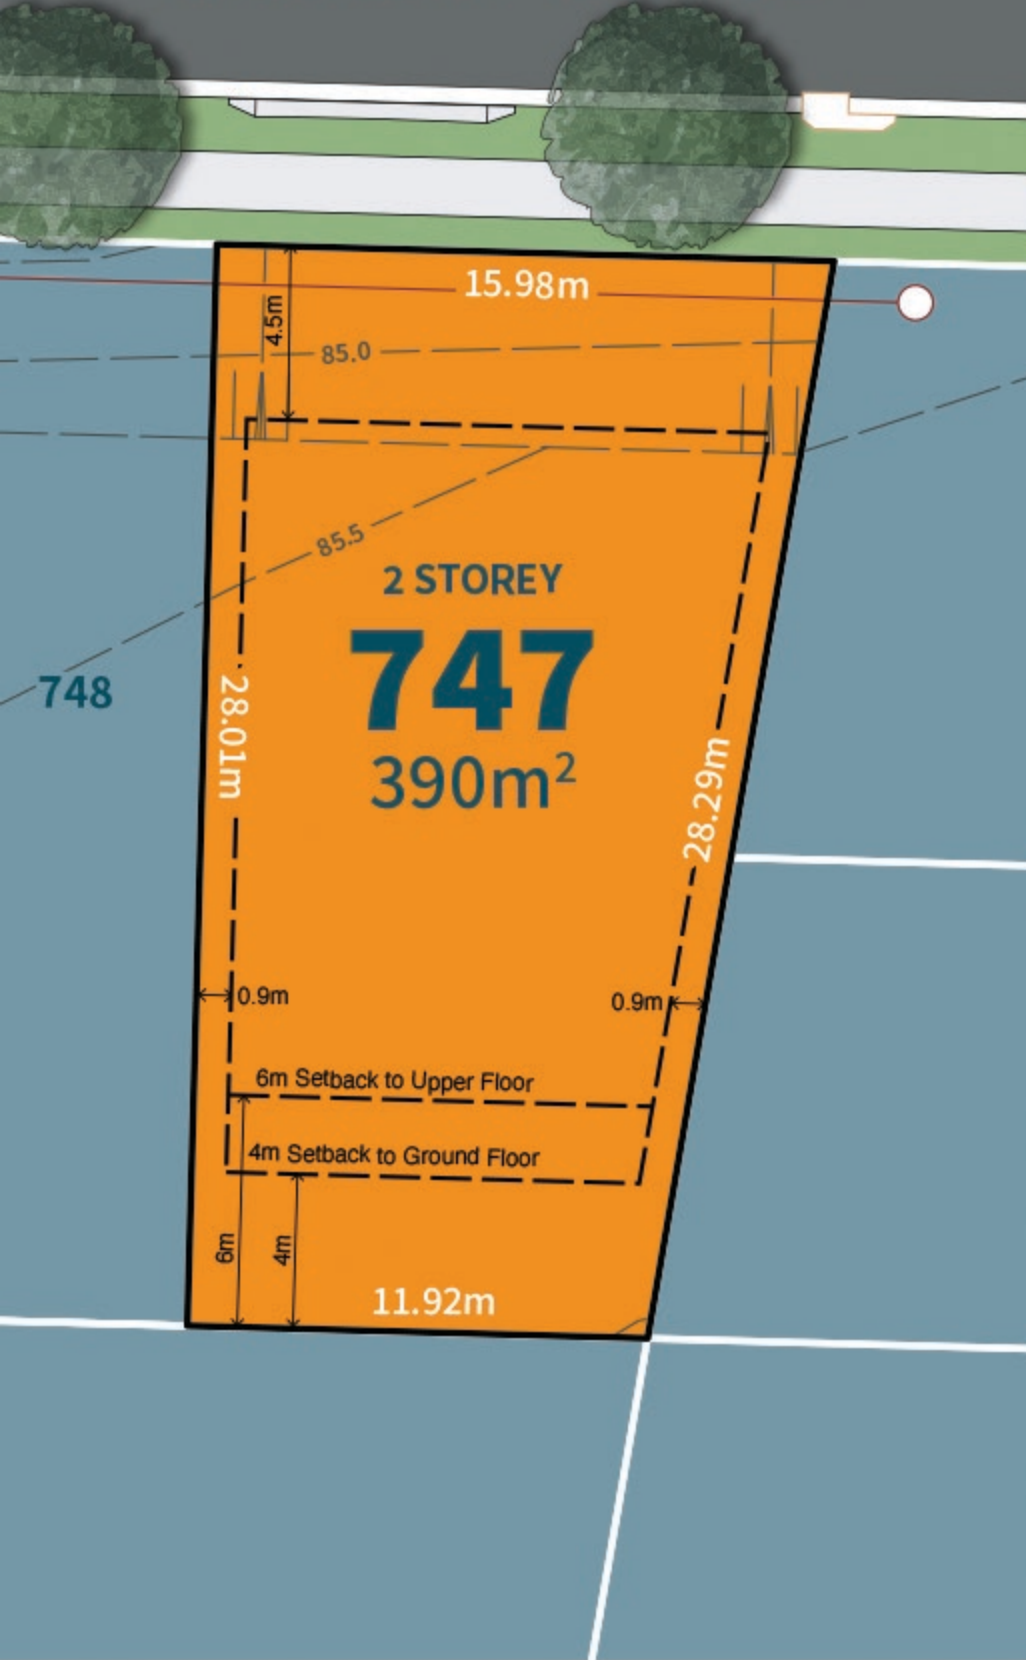 15.98m
4.5m
85.0
85.5
2 STOREY
747
390m²
748
28.01m
28.29m
0.9m
0.9m
6m Setback to Upper Floor
4m Setback to Ground Floor
6m
4m
11.92m